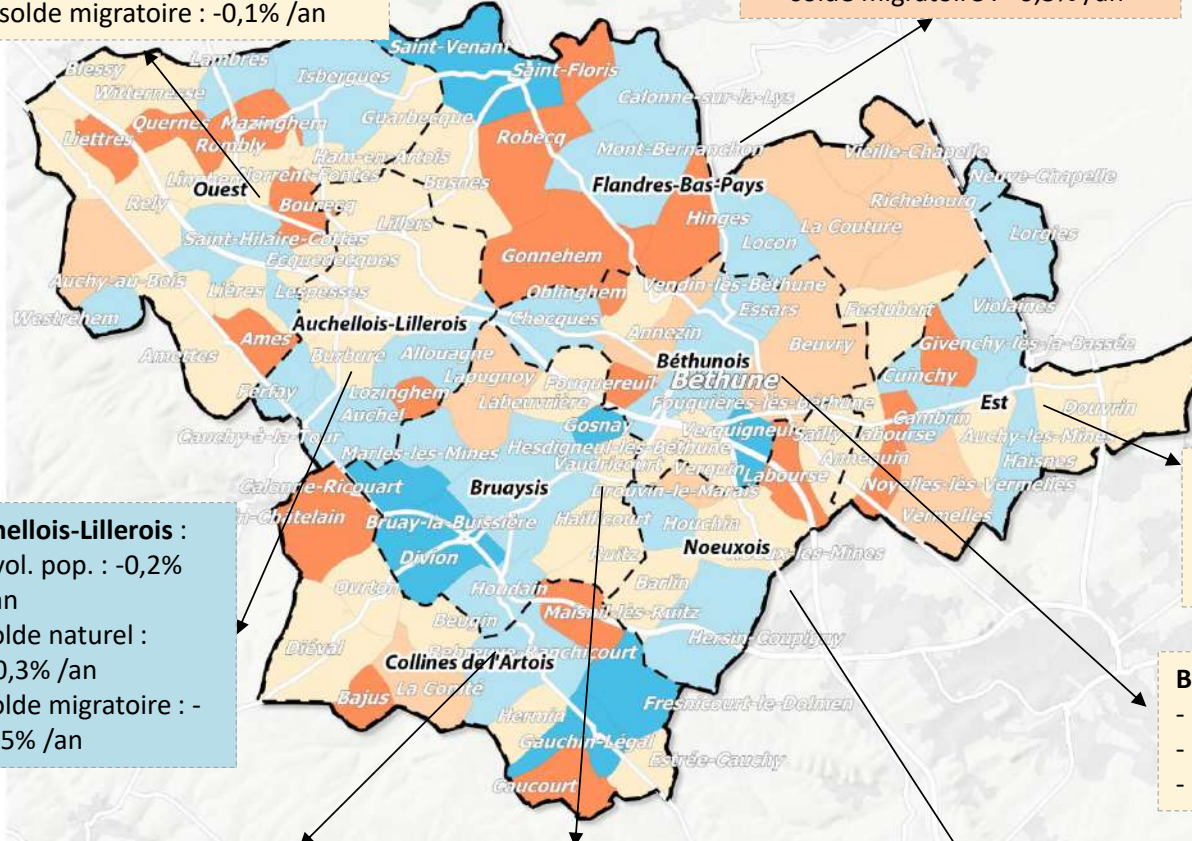 solde migratoire : -0,1% /an
Saint-Venant
Lambres
Blessy
Isbergues
Saint-Floris
Witternesse
Calonne-sur-la-Lys
Guarbecque
Quernes
Mazinghem
Liettres
Rombly
Robecq
Mont-Bernanchon
Vieille-Chapelle
Ham-en-Artois
Neuve-Chapelle
Busnes
Ouest
Flandres-Bas-Pays
Rely
Bourecq
Richebourg
Lillers
Hinges
La Couture
Lorgies
Saint-Hilaire-Cottes
Locon
Ecquedecques
Gonnehem
Auchy-au-Bois
Vendin-lès-Béthune
Lières
Lespesses
Oblinghem
Violaines
Westrehem
Essars
Festubert
Auchellois-Lillerois
Chocques
Annezin
Ames
Beuvry
Givenchy-lès-la-Bassée
Amettes
Burbure
Allouagne
Béthunois
Lapugnoy
Fouquereuil
Béthune
Cuinchy
Ferfay
Lozinghem
Labeuvrière
Fouquières-lès-Béthune
Est
Douvrin
Auchel
Gosnay
Verquigneul
Cambrin
Cauchy-à-la-Tour
Sailly-Labourse
Auchy-les-Mines
Marles-les-Mines
Hesdigneul-lès-Béthune
Annequin
Haisnes
Vaudricourt
Verquin
Labourse
Calonne-Ricouart
Bruaysis
Drouvin-le-Marais
Noyelles-lès-Vermelles
Bruay-la-Buissière
Haillicourt
Houchin
Vermelles
Divion
Ruitz
Noeuxois
Houdain
Barlin
Ourton
Maisnil-lès-Ruitz
Beugin
Hersin-Coupigny
Diéval
Collines de l'Artois
La Comté
Bajus
Fresnicourt-le-Dolmen
Hermin
Gauchin-Légal
Estrée-Cauchy
Caucourt
hellois-Lillerois :
vol. pop. : -0,2%
an
olde naturel :
0,3% /an
olde migratoire : -
5% /an
B
-
-
-